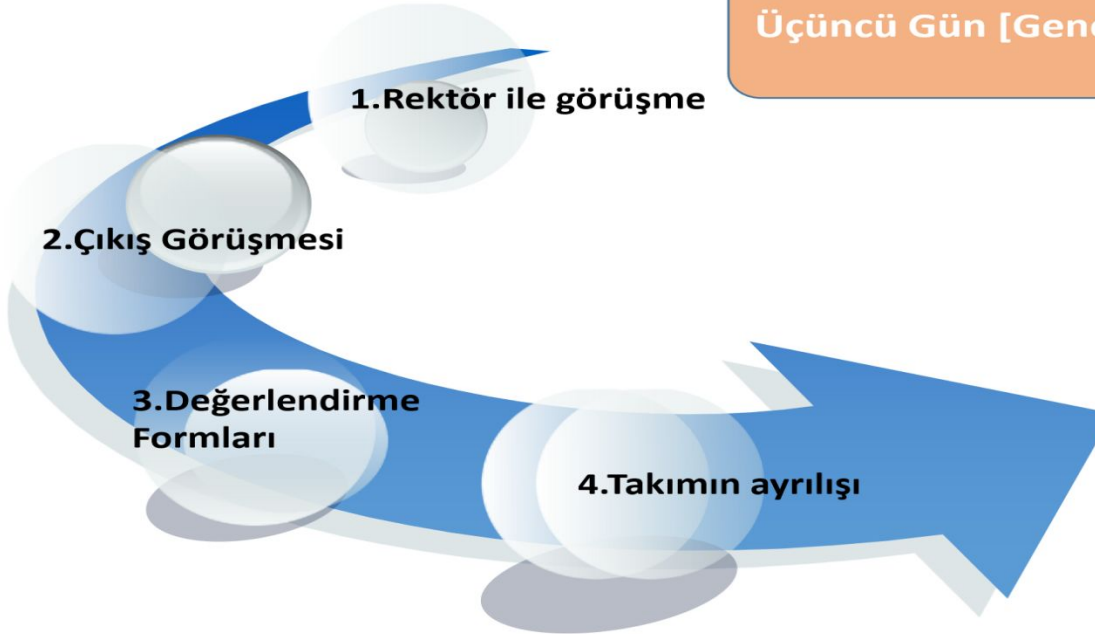 Üçüncü Gün [Gene
1.Rektör ile görüşme
2.Çıkış Görüşmesi
3.Değerlendirme
Formları
4.Takımın ayrılışı